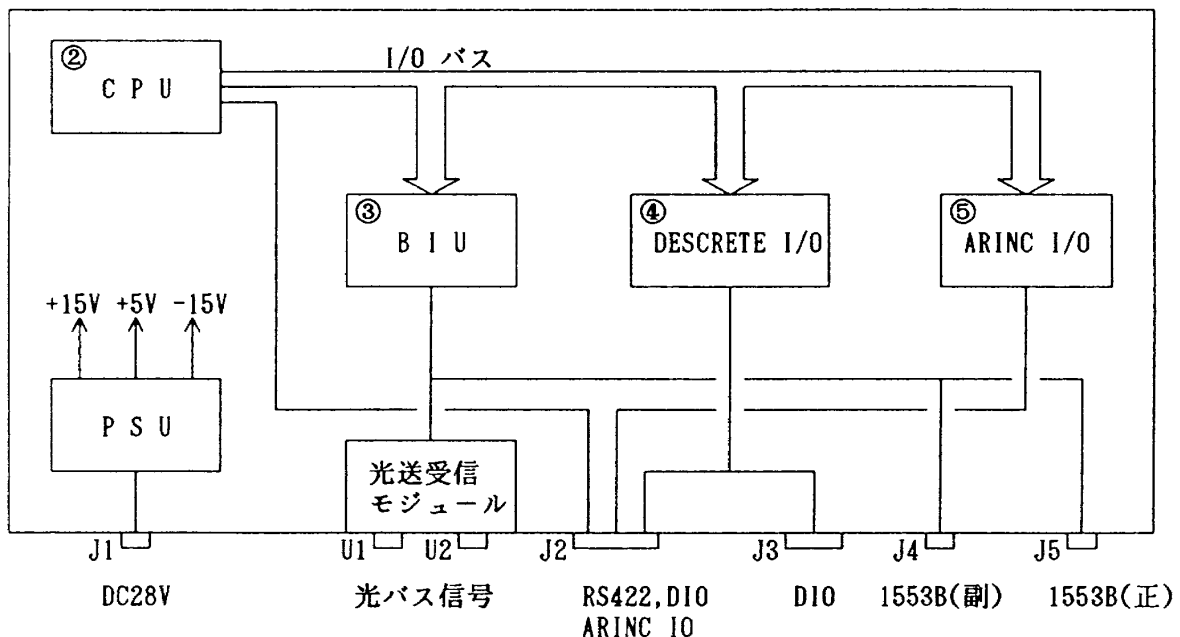 ②
C P U
I/O バス
③
B I U
④
DESCRETE I/O
⑤
ARINC I/O
+15V +5V -15V
P S U
光送受信
モジュール
J1 U1 U2 J2 J3 J4 J5
DC28V 光バス信号 RS422,DIO DIO 1553B(副) 1553B(正)
ARINC IO